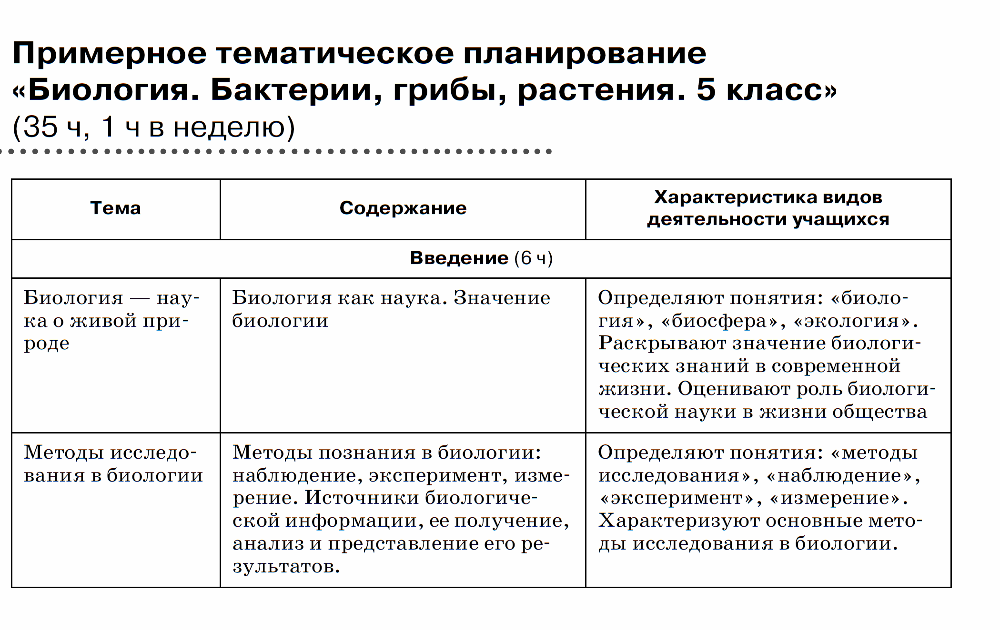 Примерное тематическое планирование
«Биология. Бактерии, грибы, растения. 5 класс»
(35 ч, 1 ч в неделю)
Тема
Содержание
Характеристика видов
деятельности учащихся
Введение (6 ч)
Биология — нау-
ка о живой при-
роде
Биология как наука. Значение
биологии
Определяют понятия: «биоло-
гия», «биосфера», «экология».
Раскрывают значение биологи-
ческих знаний в современной
жизни. Оценивают роль биологи-
ческой науки в жизни общества
Методы исследо-
вания в биологии
Методы познания в биологии:
наблюдение, эксперимент, изме-
рение. Источники биологиче-
ской информации, ее получение,
анализ и представление его ре-
зультатов.
Определяют понятия: «методы
исследования», «наблюдение»,
«эксперимент», «измерение».
Характеризуют основные мето-
ды исследования в биологии.